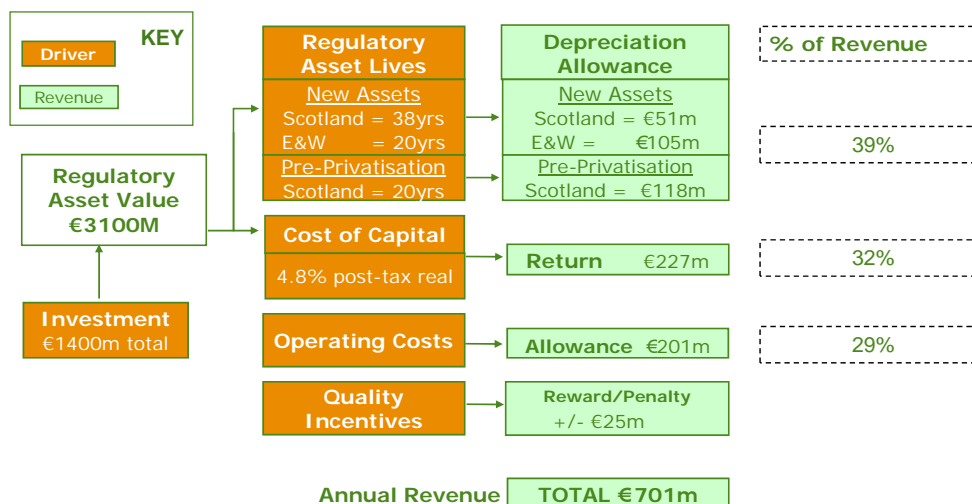 KEY
Driver
Revenue
Regulatory
Asset Value
€3100M
Investment
€1400m total
Regulatory
Asset Lives
New Assets
Scotland = 38yrs
E&W = 20yrs
Pre-Privatisation
Scotland = 20yrs
Depreciation
Allowance
New Assets
Scotland = €51m
E&W = €105m
Pre-Privatisation
Scotland = €118m
% of Revenue
39%
Cost of Capital
4.8% post-tax real
Return €227m
32%
Operating Costs
Allowance €201m
29%
Quality
Incentives
Reward/Penalty
+/- €25m
Annual Revenue TOTAL €701m